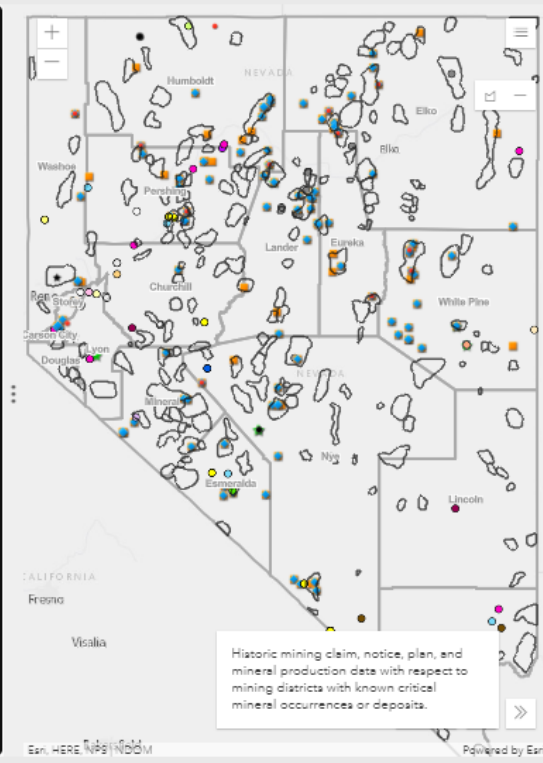 Humboldt
NEVADA
Elko
Elko
Washoe
Pershing
Lander
Eureka
Churchill
White Pine
Storey
Carson City
Lyon
Douglas
NEVADA
Mineral
Nye
Esmeralda
Lincoln
CALIFORNIA
Fresno
Visalia
Historic mining claim, notice, plan, and
mineral production data with respect to
mining districts with known critical
mineral occurrences or deposits.
Esri, HERE, NPS | NDOM
Powered by Esri